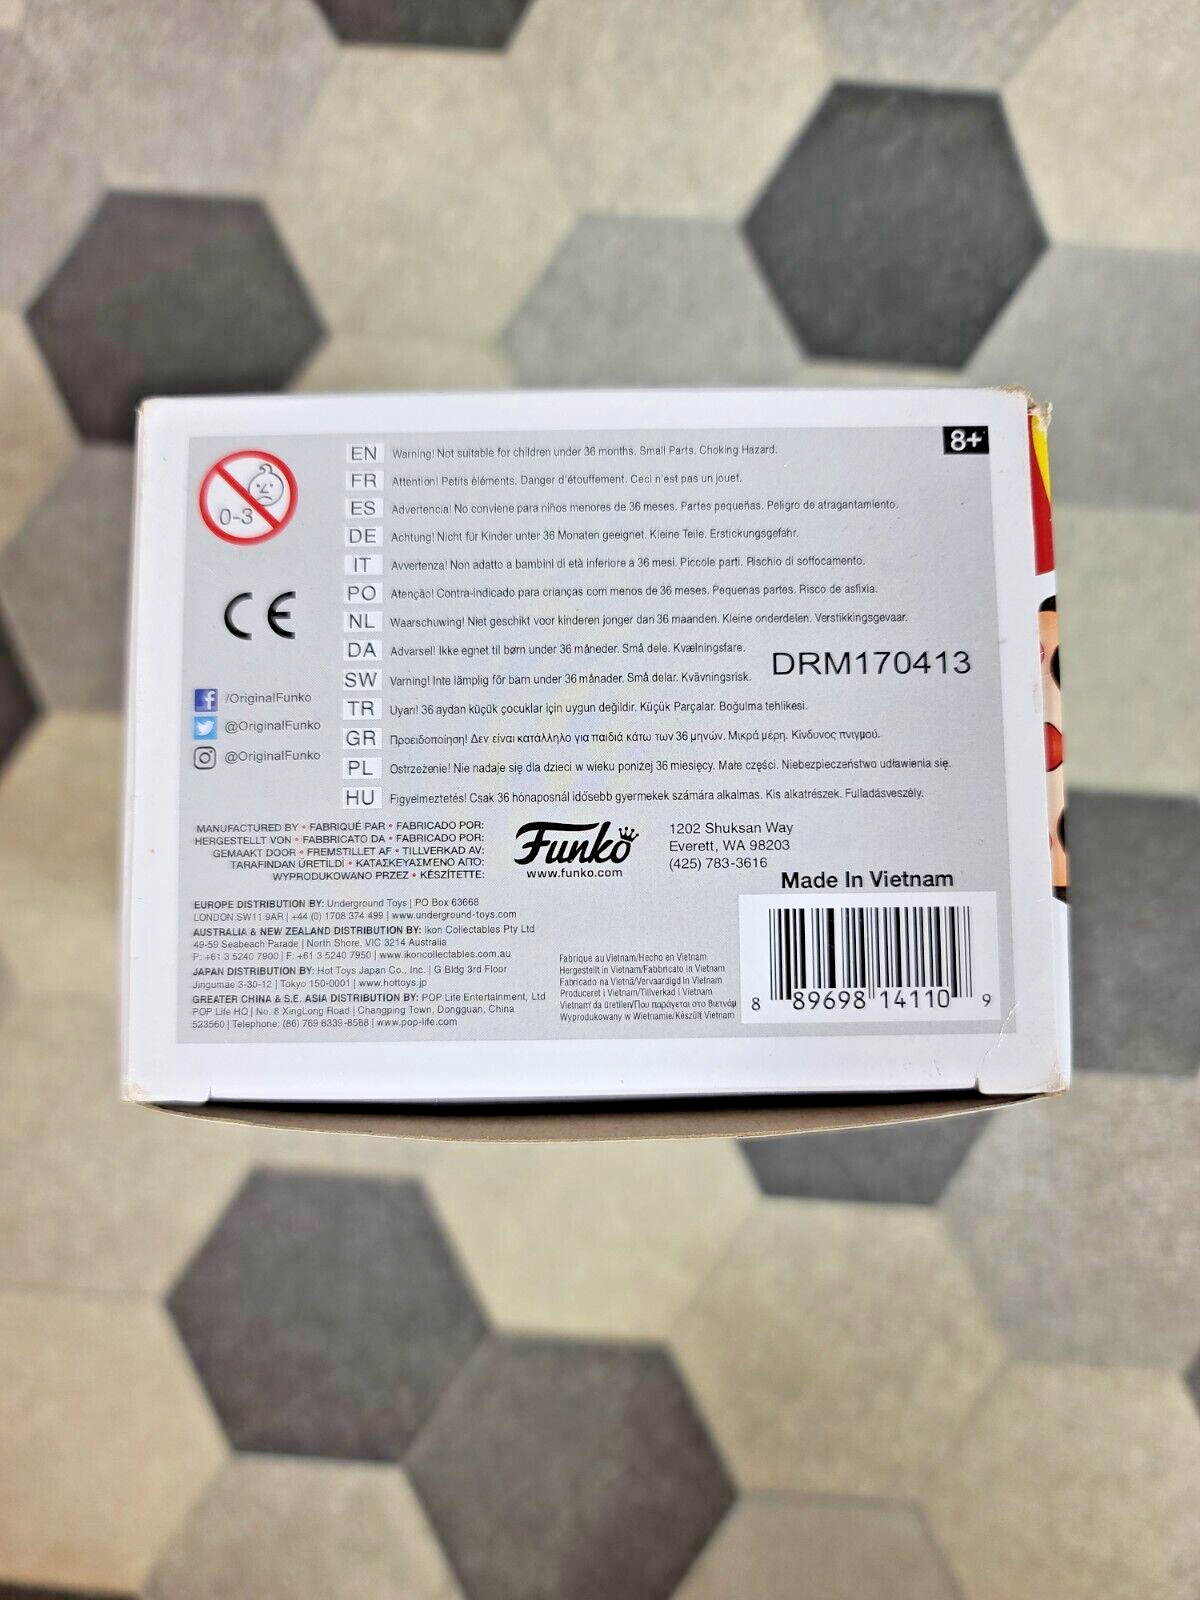 8+
0-3
EN Warning! Not suitable for children under 36 months. Small Parts. Choking Hazard.
FR Attention! Petits éléments. Danger d'étouffement. Ceci n'est pas un jouet.
ES Advertencia! No conviene para niños menores de 36 meses. Partes pequeñas. Peligro de atragantamiento.
DE Achtung! Nicht für Kinder unter 36 Monaten geeignet. Kleine Teile. Erstickungsgefahr.
IT Avvertenza! Non adatto a bambini di età inferiore a 36 mesi. Piccole parti. Rischio di soffocamento.
PO Atenção! Contra-indicado para crianças com menos de 36 meses. Pequenas partes. Risco de asfixia.
NL Waarschuwing! Niet geschikt voor kinderen jonger dan 36 maanden. Kleine onderdelen. Verstikkingsgevaar.
DA Advarsel! Ikke egnet til børn under 36 måneder. Små dele. Kvælningsfare.
SW Varning! Inte lämplig för barn under 36 månader. Små delar. Kvävningsrisk.
TR Uyarı! 36 aydan küçük çocuklar için uygun değildir. Küçük Parçalar. Boğulma tehlikesi.
GR Προειδοποίηση! Δεν είναι κατάλληλο για παιδιά κάτω των 36 μηνών. Μικρά μέρη. Κίνδυνος πνιγμού.
PL Ostrzeżenie! Nie nadaje się dla dzieci w wieku poniżej 36 miesięcy. Małe części. Niebezpieczeństwo udławienia się.
HU Figyelmeztetés! Csak 36 hónaposnál idősebb gyermekek számára alkalmas. Kis alkatrészek. Fulladásveszély.
CE
DRM170413
/OriginalFunko
@OriginalFunko
@OriginalFunko
MANUFACTURED BY • FABRIQUÉ PAR • FABRICADO POR:
HERGESTELLT VON • FABBRICATO DA • FABRICADO POR:
GEMAAKT DOOR • FREMSTILLET AF • TILLVERKAD AV:
TARAFINDAN ÜRETİLDİ • ΚΑΤΑΣΚΕΥΑΣΜΕΝΟ ΑΠΟ:
WYPRODUKOWANO PRZEZ • KÉSZÍTETTE:
Funko
www.funko.com
1202 Shuksan Way
Everett, WA 98203
(425) 783-3616
Made In Vietnam
EUROPE DISTRIBUTION BY: Underground Toys | PO Box 63668
LONDON SW11 9AR | +44 (0) 1708 374 499 | www.underground-toys.com
AUSTRALIA & NEW ZEALAND DISTRIBUTION BY: Ikon Collectables Pty Ltd
49-59 Seabeach Parade | North Shore, VIC 3214 Australia
P: +61 3 5240 7900 | F: +61 3 5240 7950 | www.ikoncollectables.com.au
JAPAN DISTRIBUTION BY: Hot Toys Japan Co., Inc. | G Bldg 3rd Floor
Jingumae 3-30-12 | Tokyo 150-0001 | www.hottoys.jp
GREATER CHINA & S.E. ASIA DISTRIBUTION BY: POP Life Entertainment, Ltd
POP Life HQ | No. 8 XingLong Road | Changping Town, Dongguan, China
523560 | Telephone: (86) 769 8339-8588 | www.pop-life.com
Fabriqué au Vietnam/Hecho en Vietnam
Hergestellt in Vietnam/Fabbricato in Vietnam
Fabricado na Vietnã/Vervaardigd in Vietnam
Produceret i Vietnam/Tillverkad i Vietnam
Vietnam'da üretilen/Που παράγεται στο Βιετνάμ
Wyprodukowany w Wietnamie/Készült Vietnam
8 89698 14110 9